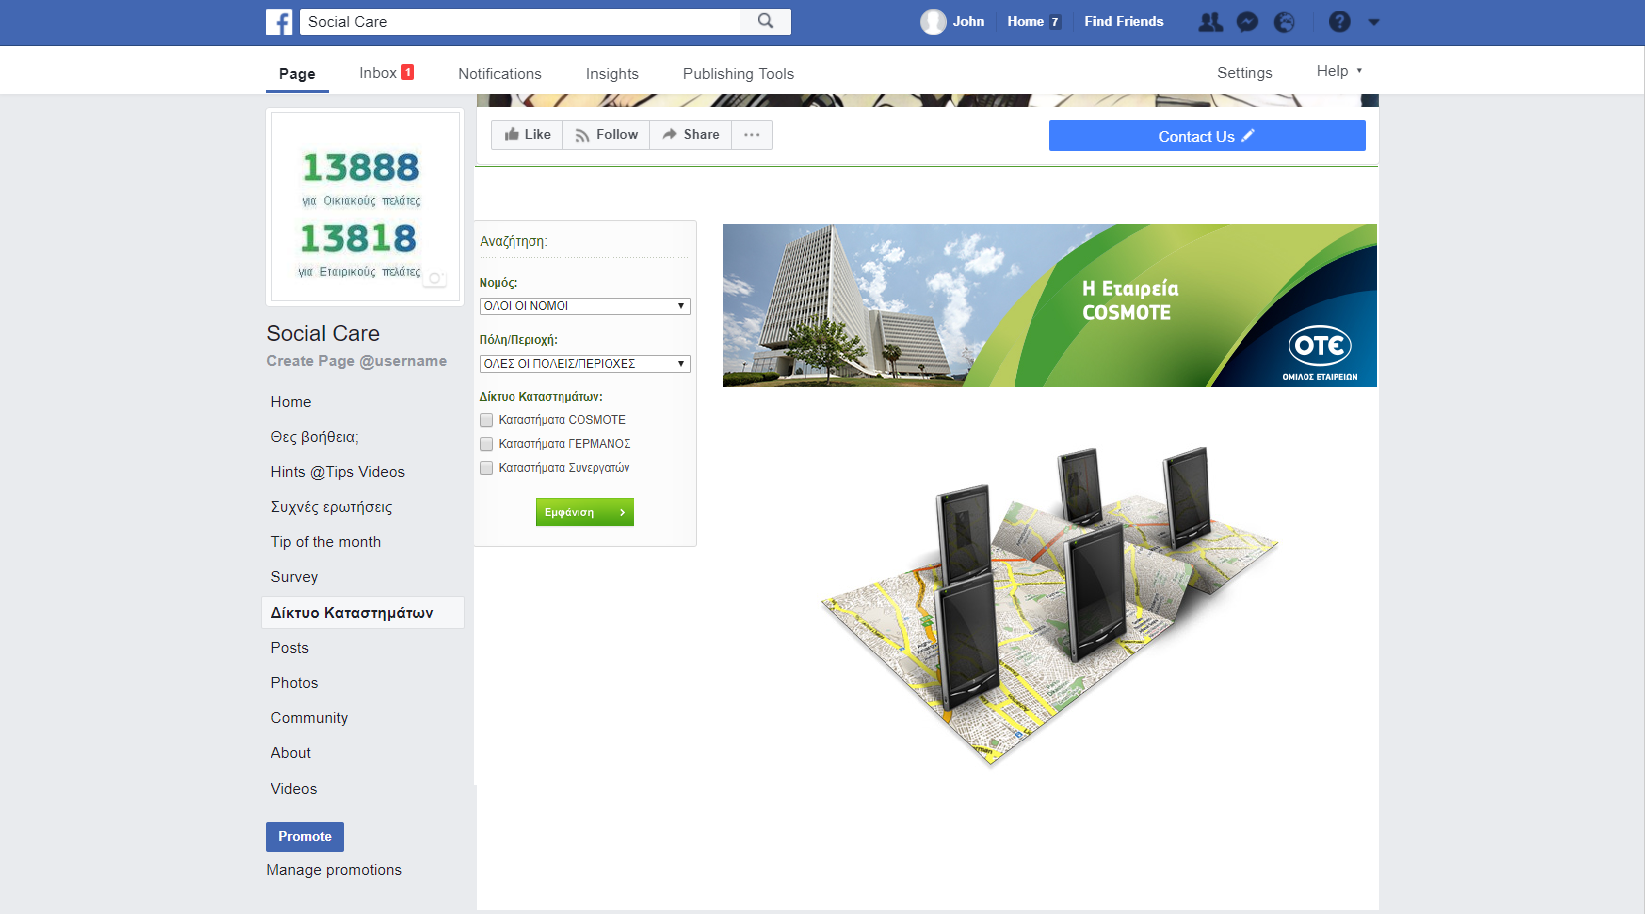 Social Care
John
Home 7
Find Friends
Page
Inbox 1
Notifications
Insights
Publishing Tools
Settings
Help
13888
για Οικιακούς πελάτες
13818
για Εταιρικούς πελάτες
Like
Follow
Share
Contact Us
Social Care
Create Page @username
Home
Θες βοήθεια;
Hints @Tips Videos
Συχνές ερωτήσεις
Tip of the month
Survey
Δίκτυο Καταστημάτων
Posts
Photos
Community
About
Videos
Promote
Manage promotions
Αναζήτηση:
Νομός:
ΟΛΟΙ ΟΙ ΝΟΜΟΙ
Πόλη/Περιοχή:
ΟΛΕΣ ΟΙ ΠΟΛΕΙΣ/ΠΕΡΙΟΧΕΣ
Δίκτυο Καταστημάτων:
Καταστήματα COSMOTE
Καταστήματα ΓΕΡΜΑΝΟΣ
Καταστήματα Συνεργατών
Εμφάνιση
Η Εταιρεία
COSMOTE
ΟΤΕ
ΟΜΙΛΟΣ ΕΤΑΙΡΕΙΩΝ